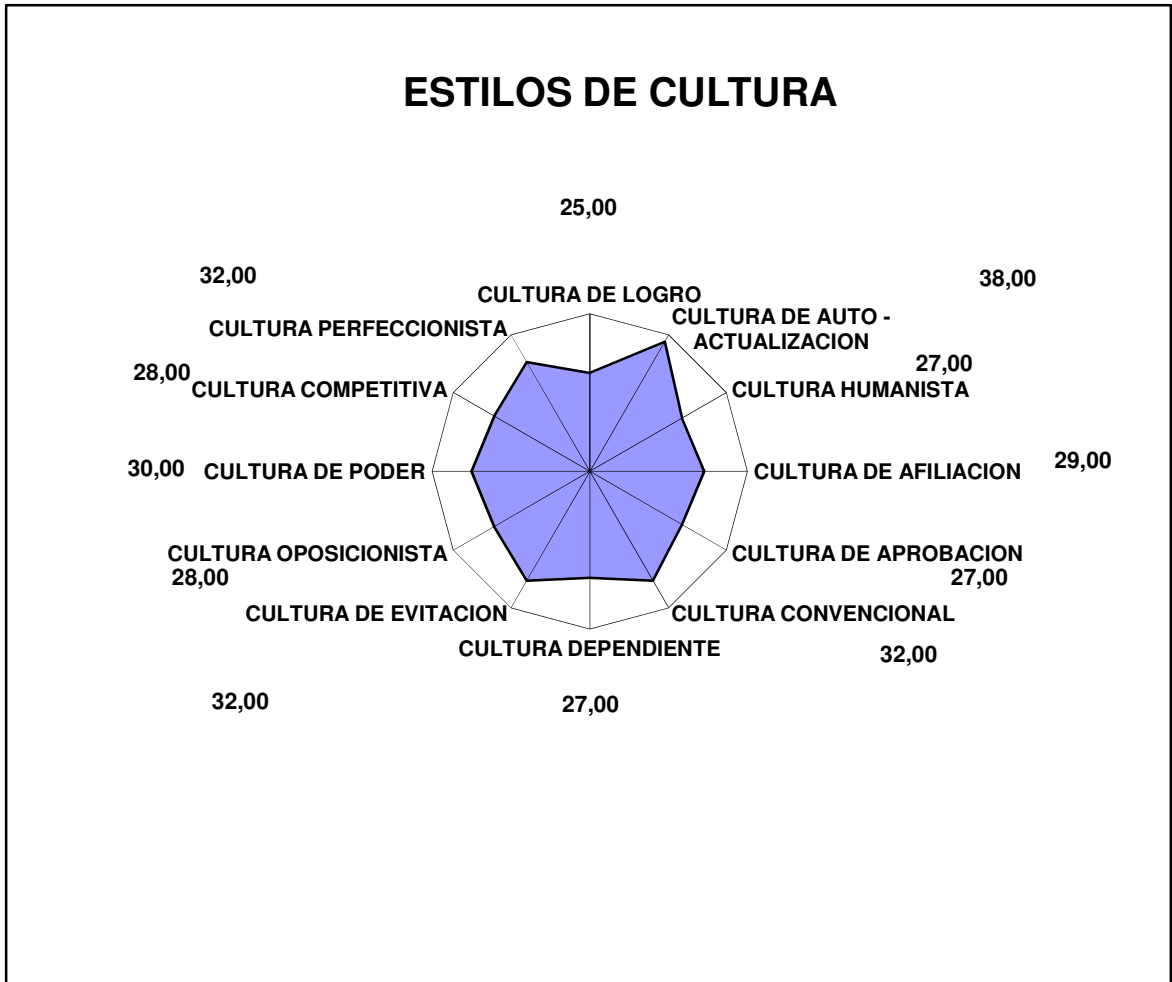 ESTILOS DE CULTURA
25,00
32,00
38,00
CULTURA DE LOGRO
CULTURA DE AUTO -
ACTUALIZACION
CULTURA PERFECCIONISTA
27,00
28,00
CULTURA COMPETITIVA
CULTURA HUMANISTA
29,00
30,00
CULTURA DE PODER
CULTURA DE AFILIACION
CULTURA OPOSICIONISTA
CULTURA DE APROBACION
28,00
27,00
CULTURA DE EVITACION
CULTURA CONVENCIONAL
CULTURA DEPENDIENTE
32,00
32,00
27,00